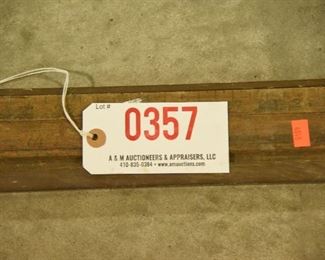 Lot #
0357
A & M AUCTIONEERS & APPRAISERS, LLC
410-835-0384 • www.amauctions.com